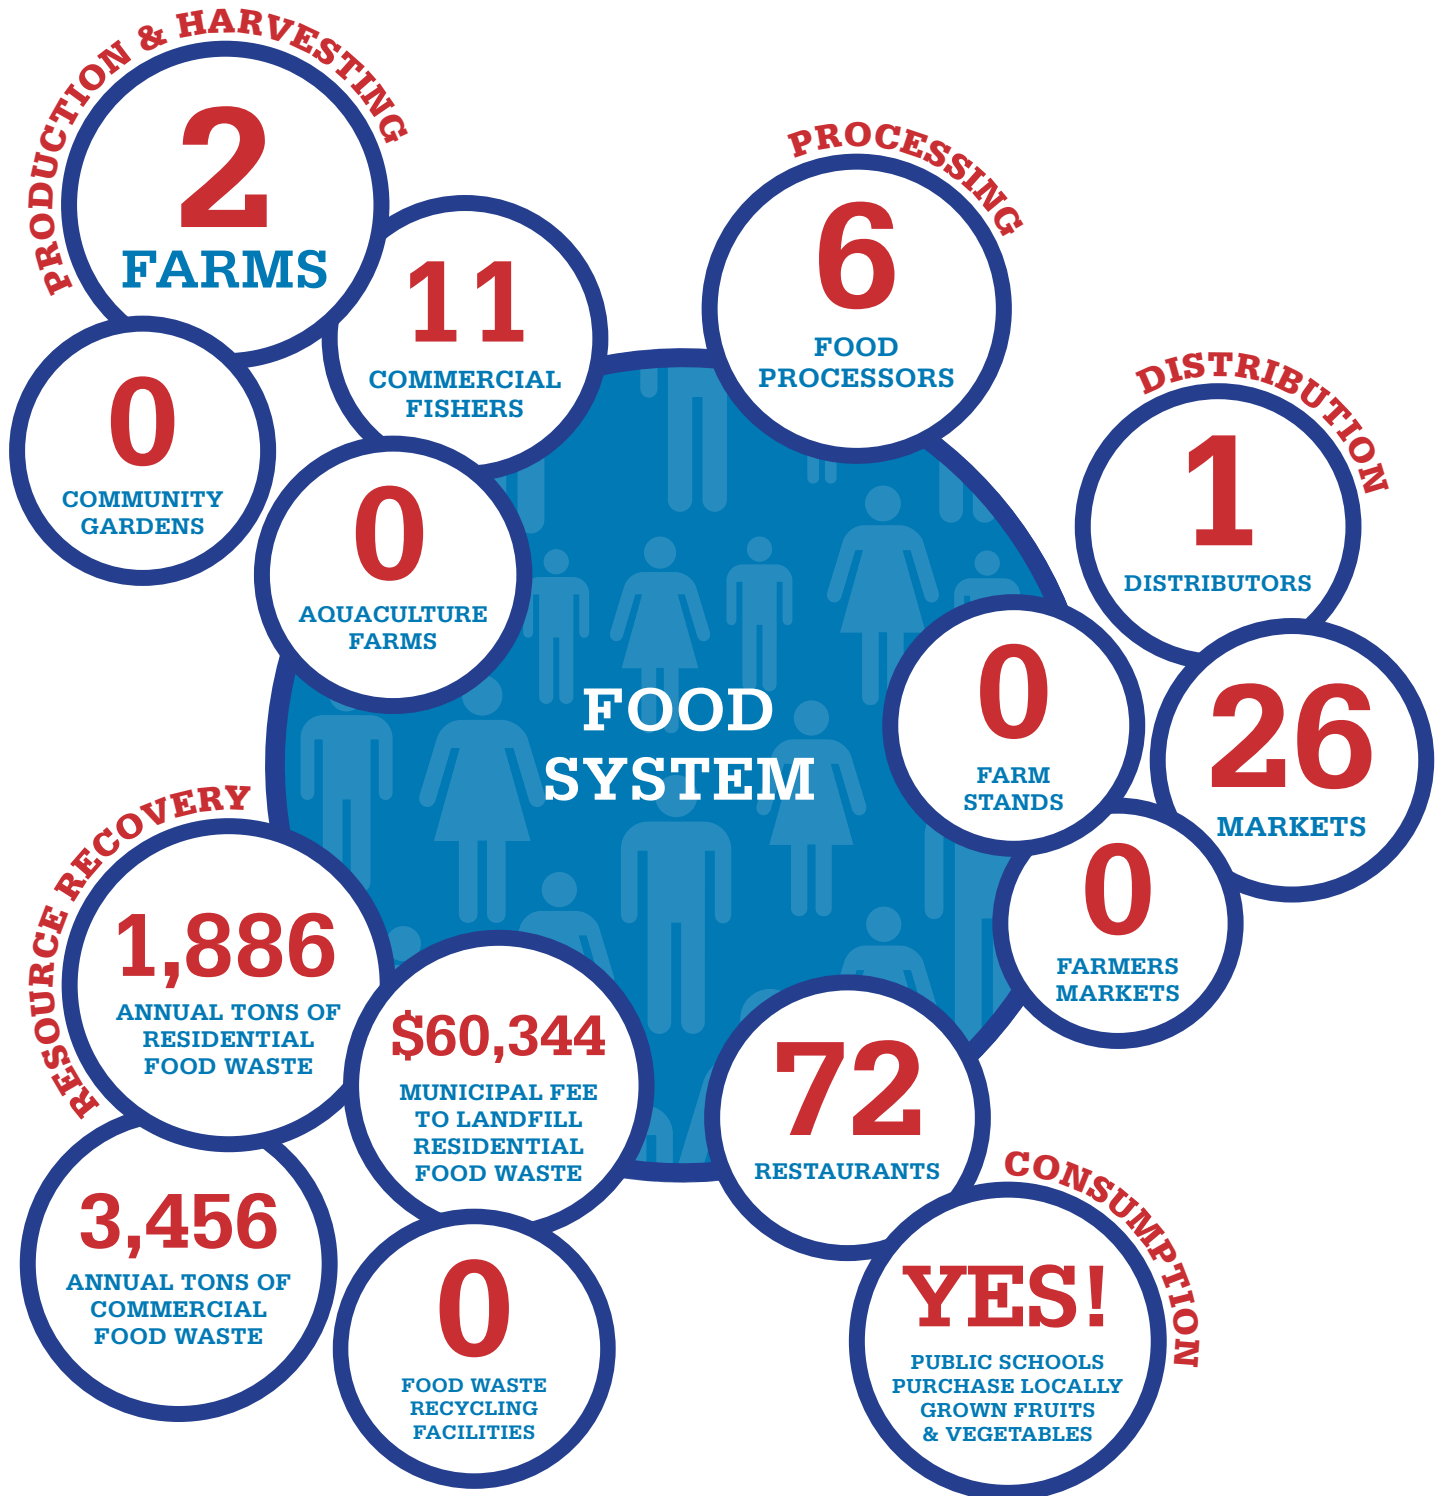 PRODUCTION & HARVESTING
2
FARMS
11
COMMERCIAL
FISHERS
0
COMMUNITY
GARDENS
0
AQUACULTURE
FARMS
PROCESSING
6
FOOD
PROCESSORS
DISTRIBUTION
1
DISTRIBUTORS
0
FARM
STANDS
26
MARKETS
0
FARMERS
MARKETS
FOOD
SYSTEM
RESOURCE RECOVERY
1,886
ANNUAL TONS OF
RESIDENTIAL
FOOD WASTE
$60,344
MUNICIPAL FEE
TO LANDFILL
RESIDENTIAL
FOOD WASTE
3,456
ANNUAL TONS OF
COMMERCIAL
FOOD WASTE
0
FOOD WASTE
RECYCLING
FACILITIES
72
RESTAURANTS
CONSUMPTION
YES!
PUBLIC SCHOOLS
PURCHASE LOCALLY
GROWN FRUITS
& VEGETABLES